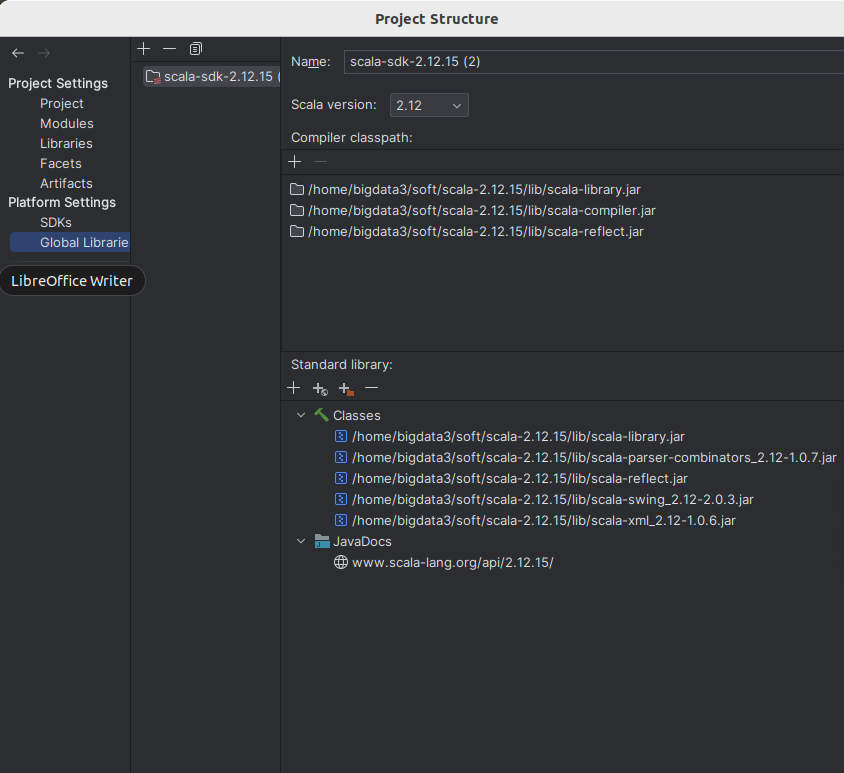 Project Structure
Project Settings
Project
Modules
Libraries
Facets
Artifacts
Platform Settings
SDKs
Global Librarie
LibreOffice Writer
scala-sdk-2.12.15 (
Name: scala-sdk-2.12.15 (2)
Scala version: 2.12
Compiler classpath:
/home/bigdata3/soft/scala-2.12.15/lib/scala-library.jar
/home/bigdata3/soft/scala-2.12.15/lib/scala-compiler.jar
/home/bigdata3/soft/scala-2.12.15/lib/scala-reflect.jar
Standard library:
Classes
/home/bigdata3/soft/scala-2.12.15/lib/scala-library.jar
/home/bigdata3/soft/scala-2.12.15/lib/scala-parser-combinators_2.12-1.0.7.jar
/home/bigdata3/soft/scala-2.12.15/lib/scala-reflect.jar
/home/bigdata3/soft/scala-2.12.15/lib/scala-swing_2.12-2.0.3.jar
/home/bigdata3/soft/scala-2.12.15/lib/scala-xml_2.12-1.0.6.jar
JavaDocs
www.scala-lang.org/api/2.12.15/